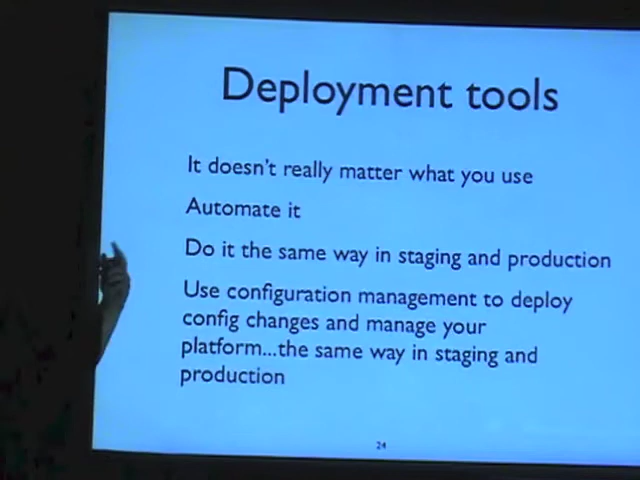 Deployment tools
It doesn't really matter what you use
Automate it
Do it the same way in staging and production
Use configuration management to deploy
config changes and manage your
platform...the same way in staging and
production
24